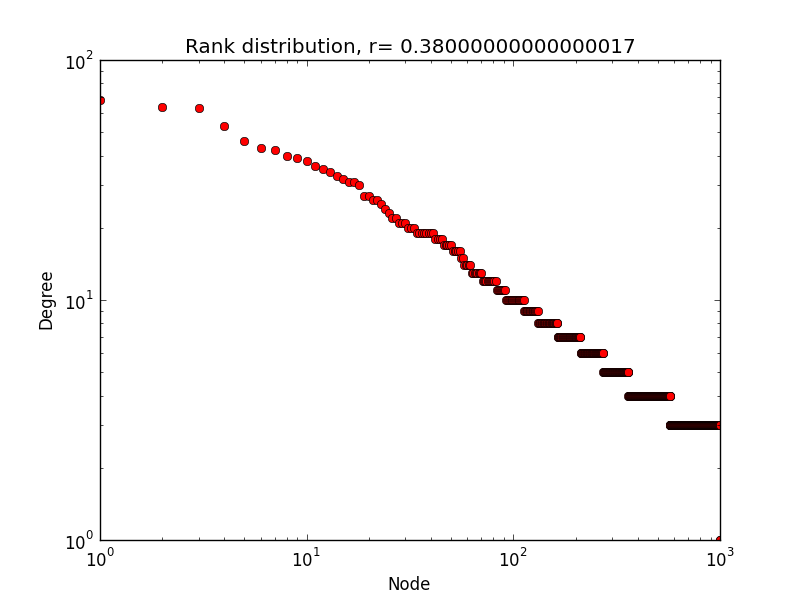 Rank distribution, r= 0.38000000000000017
10²
10¹
10⁰
Degree
10⁰
10¹
10²
10³
Node